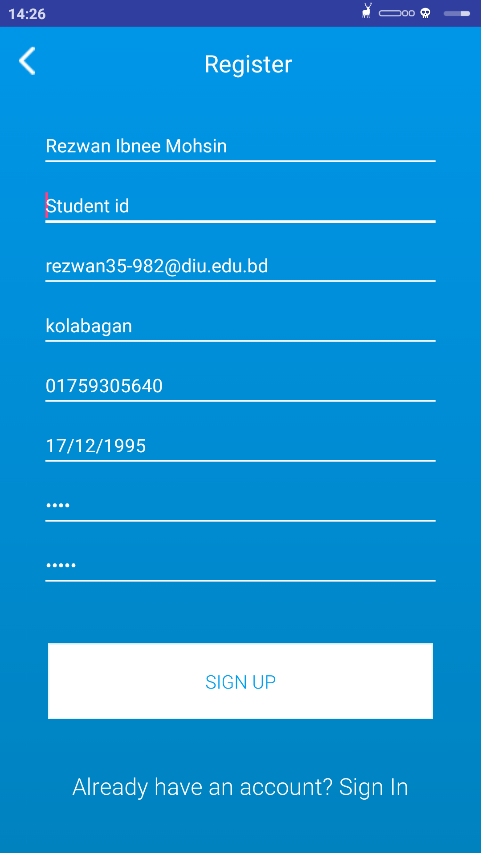 14:26
Register
Rezwan Ibnee Mohsin
Student id
rezwan35-982@diu.edu.bd
kolabagan
01759305640
17/12/1995
••••
•••••
SIGN UP
Already have an account? Sign In